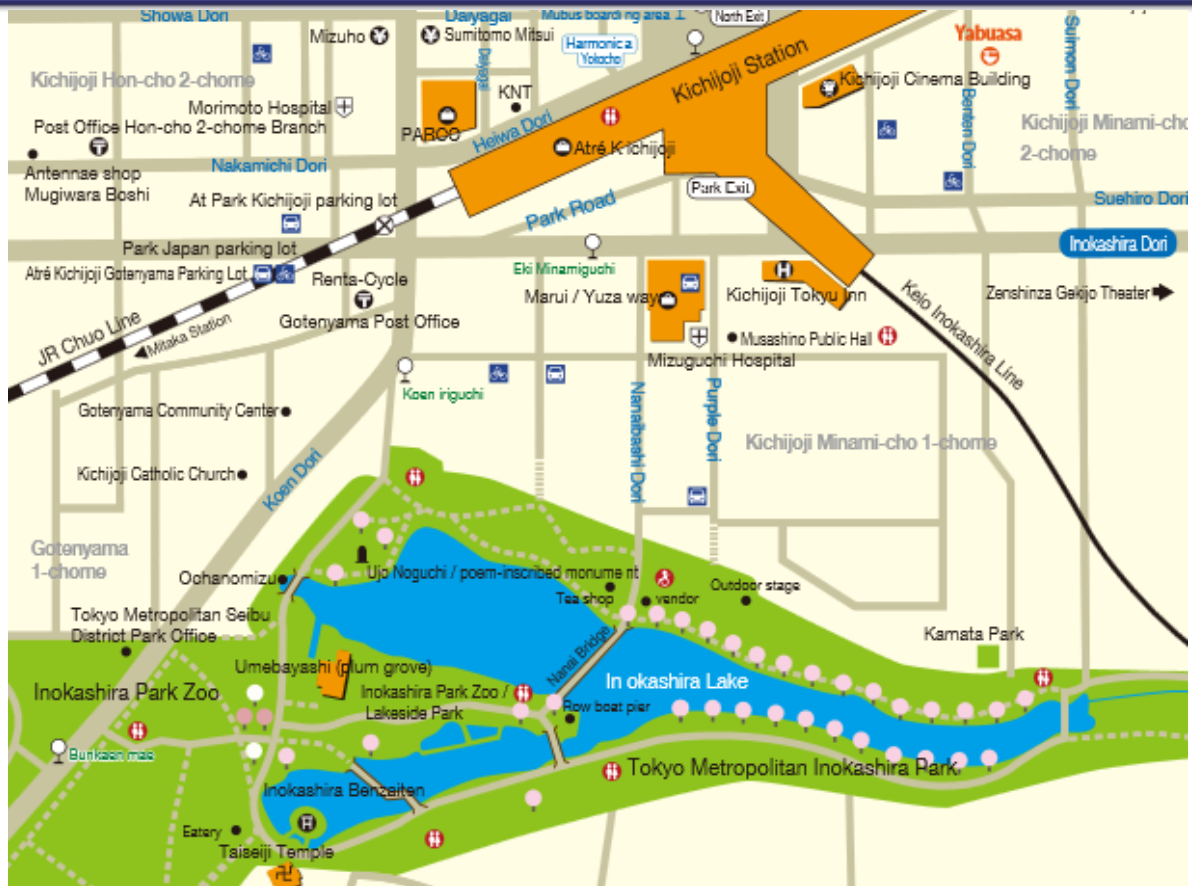 Showa Dori
Daiyagai
Mubus boarding area
North Exit
Mizuho
Sumitomo Mitsui
Harmonica
Yokocho
Yabuasa
Suimon Dori
Kichijoji Hon-cho 2-chome
Daiyagai
Kichijoji Station
Kichijoji Cinema Building
KNT
Morimoto Hospital
Post Office Hon-cho 2-chome Branch
PARCO
Heiwa Dori
Benten Dori
Kichijoji Minami-cho
2-chome
Atré K ichijoji
Nakamichi Dori
Antennae shop
Mugiwara Boshi
Park Exit
At Park Kichijoji parking lot
Park Road
Suehiro Dori
Park Japan parking lot
Inokashira Dori
Atré Kichijoji Gotenyama Parking Lot
Renta-Cycle
Eki Minamiguchi
Marui / Yuza way
Kichijoji Tokyu Inn
Keio Inokashira Line
Zenshinza Gekijo Theater
Gotenyama Post Office
JR Chuo Line
Mitaka Station
Musashino Public Hall
Mizuguchi Hospital
Koen iriguchi
Nanaibashi Dori
Purple Dori
Gotenyama Community Center
Kichijoji Minami-cho 1-chome
Kichijoji Catholic Church
Koen Dori
Gotenyama
1-chome
Ochanomizu
Ujo Noguchi / poem-inscribed monume nt
Tea shop
vendor
Outdoor stage
Tokyo Metropolitan Seibu
District Park Office
Kamata Park
Nanai Bridge
Umebayashi (plum grove)
In okashira Lake
Inokashira Park Zoo
Inokashira Park Zoo /
Lakeside Park
Row boat pier
Bunkaen mae
Tokyo Metropolitan Inokashira Park
Inokashira Benzaiten
Eatery
Taiseiji Temple